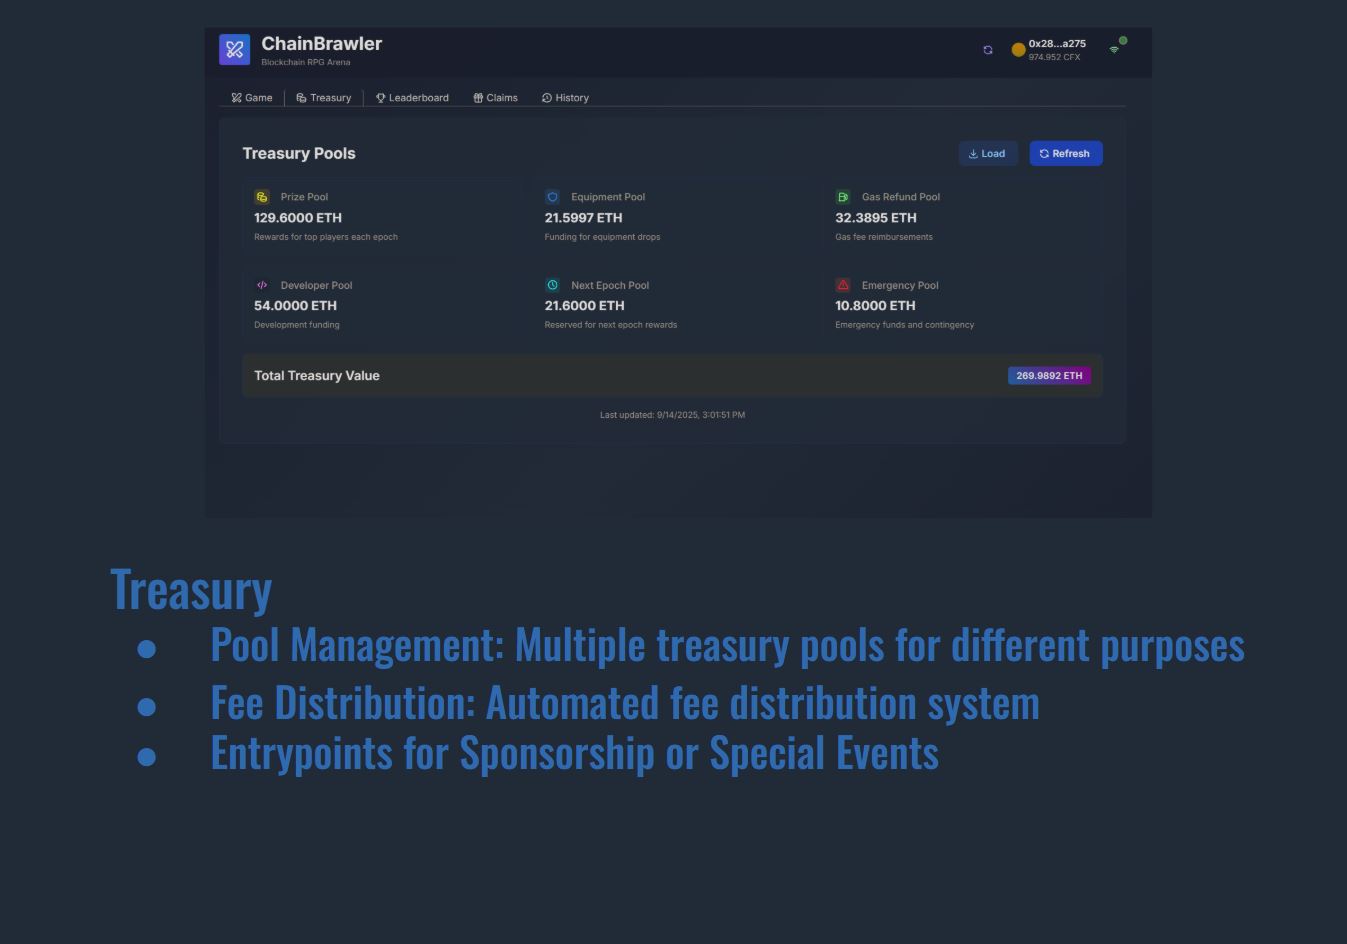 ChainBrawler
Blockchain RPG Arena
0x28...a275
974.952 CFX
Game Treasury Leaderboard Claims History
Treasury Pools
Load Refresh
Prize Pool
129.6000 ETH
Rewards for top players each epoch
Equipment Pool
21.5997 ETH
Funding for equipment drops
Gas Refund Pool
32.3895 ETH
Gas fee reimbursements
Developer Pool
54.0000 ETH
Development funding
Next Epoch Pool
21.6000 ETH
Reserved for next epoch rewards
Emergency Pool
10.8000 ETH
Emergency funds and contingency
Total Treasury Value 269.9892 ETH
Last updated: 9/14/2025, 3:01:51 PM
Treasury
● Pool Management: Multiple treasury pools for different purposes
● Fee Distribution: Automated fee distribution system
● Entrypoints for Sponsorship or Special Events